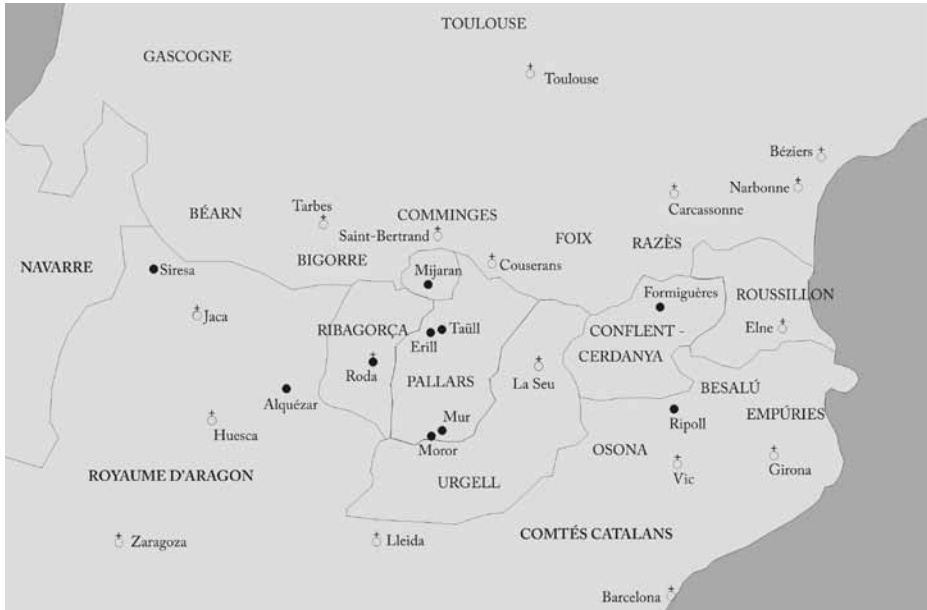 TOULOUSE
GASCOGNE
Toulouse
Béziers
Narbonne
Carcassonne
Tarbes
BÉARN
COMMINGES
Saint-Bertrand
FOIX
RAZÈS
BIGORRE
Couserans
NAVARRE
Siresa
Mijaran
Formiguères
ROUSSILLON
Jaca
RIBAGORÇA
Taüll
Erill
Elne
CONFLENT -
CERDANYA
Roda
PALLARS
La Seu
BESALÚ
Alquézar
Mur
Moror
Ripoll
EMPÚRIES
Huesca
OSONA
Girona
ROYAUME D'ARAGON
URGELL
Vic
COMTÉS CATALANS
Zaragoza
Lleida
Barcelona